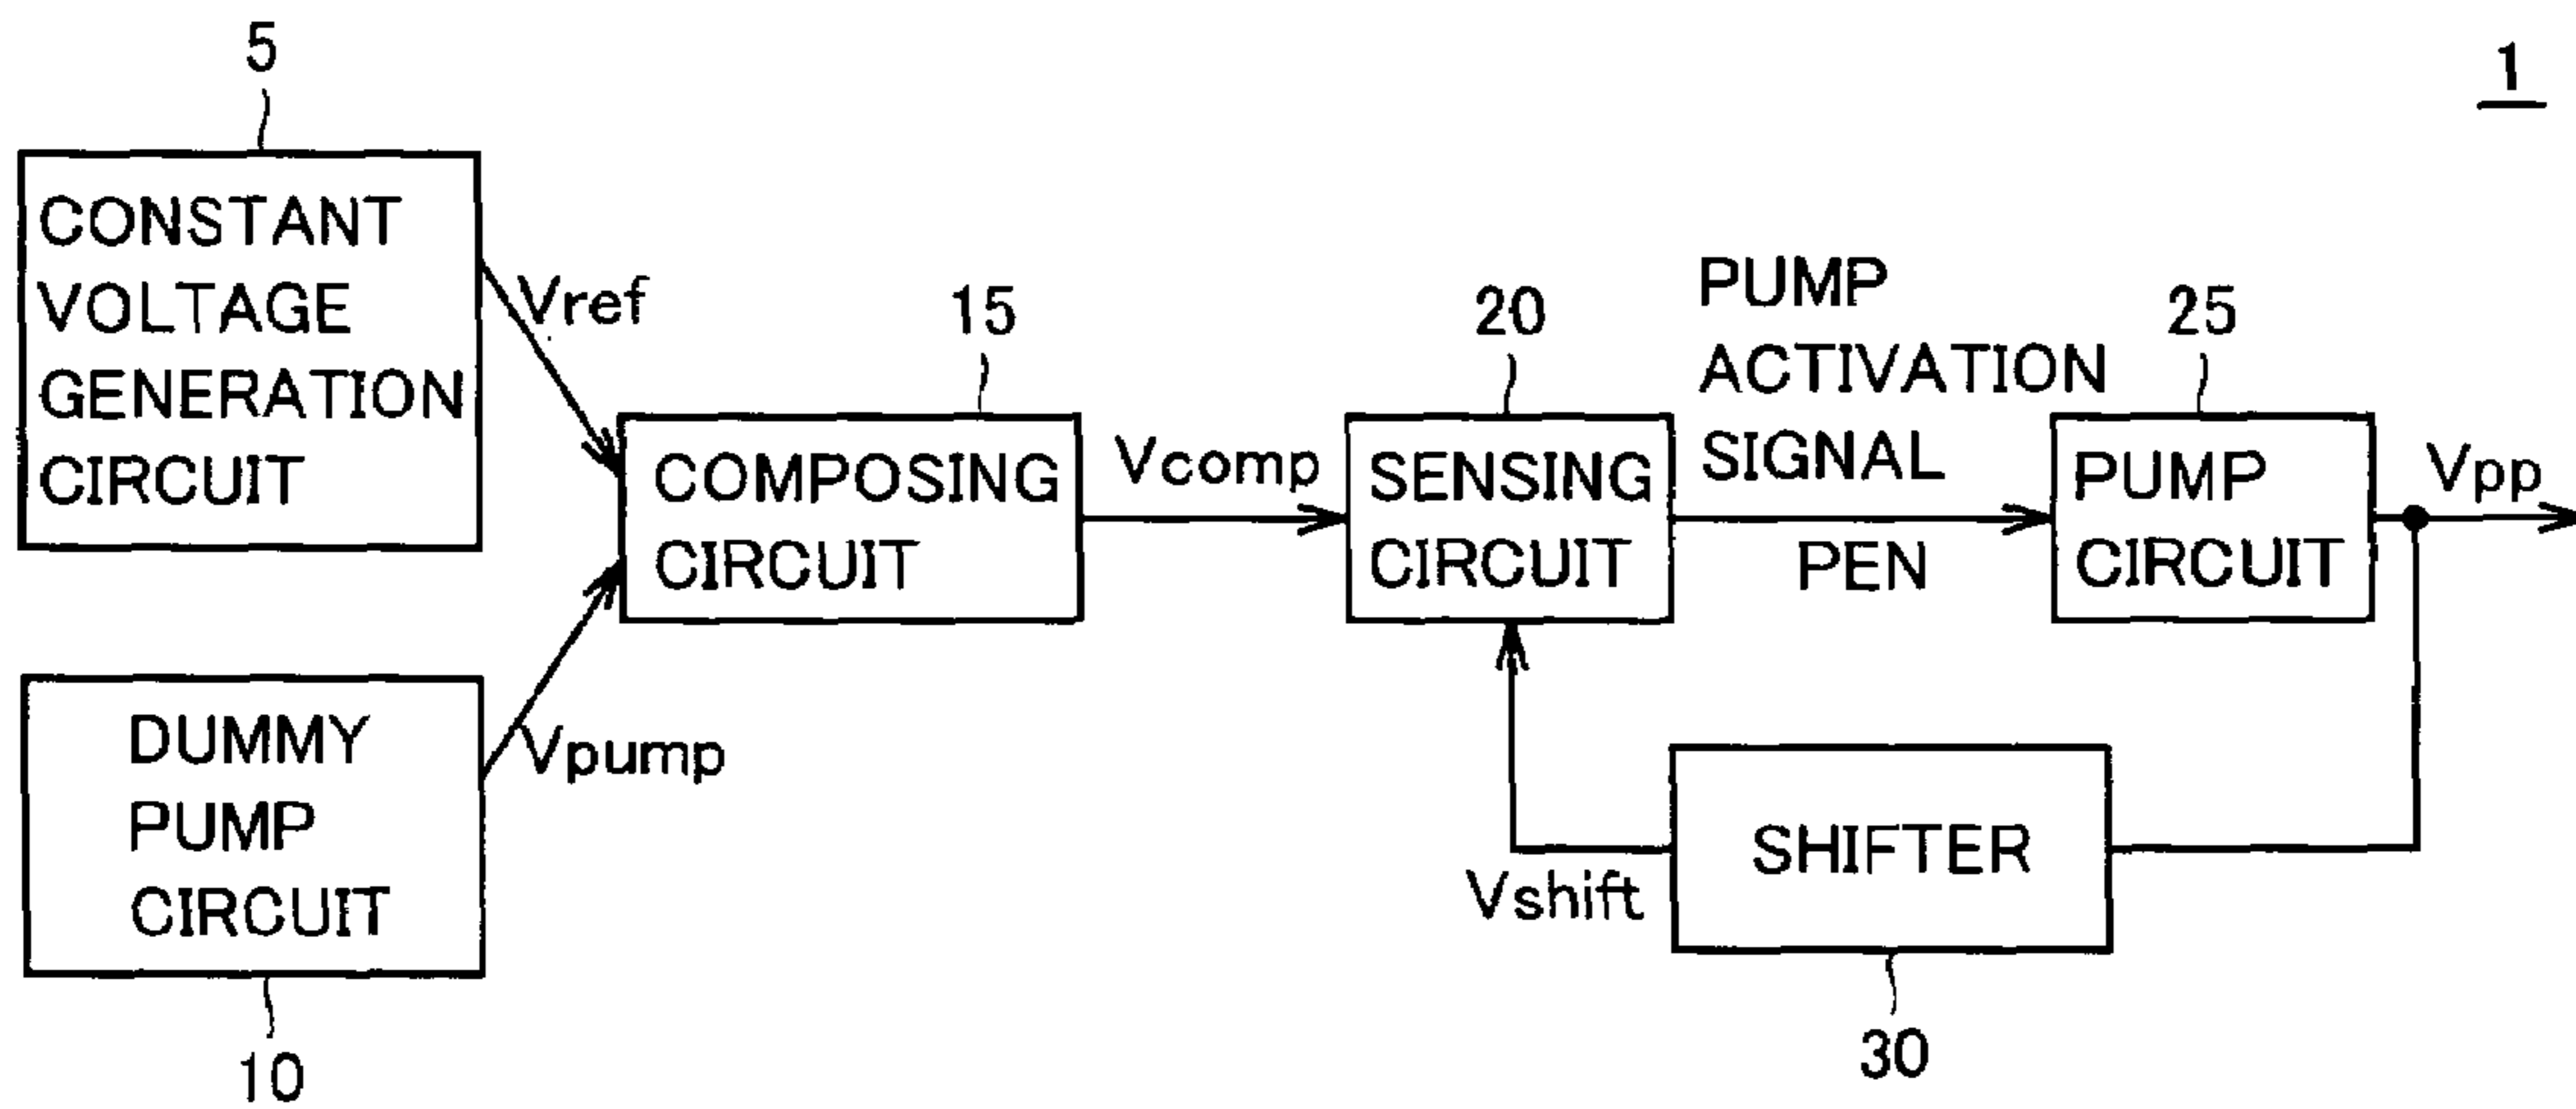 1
5
CONSTANT
VOLTAGE
GENERATION
CIRCUIT
Vref
15
COMPOSING
CIRCUIT
Vcomp
20
SENSING
CIRCUIT
PUMP
ACTIVATION
SIGNAL
PEN
25
PUMP
CIRCUIT
Vpp
DUMMY
PUMP
CIRCUIT
10
Vpump
Vshift
SHIFTER
30